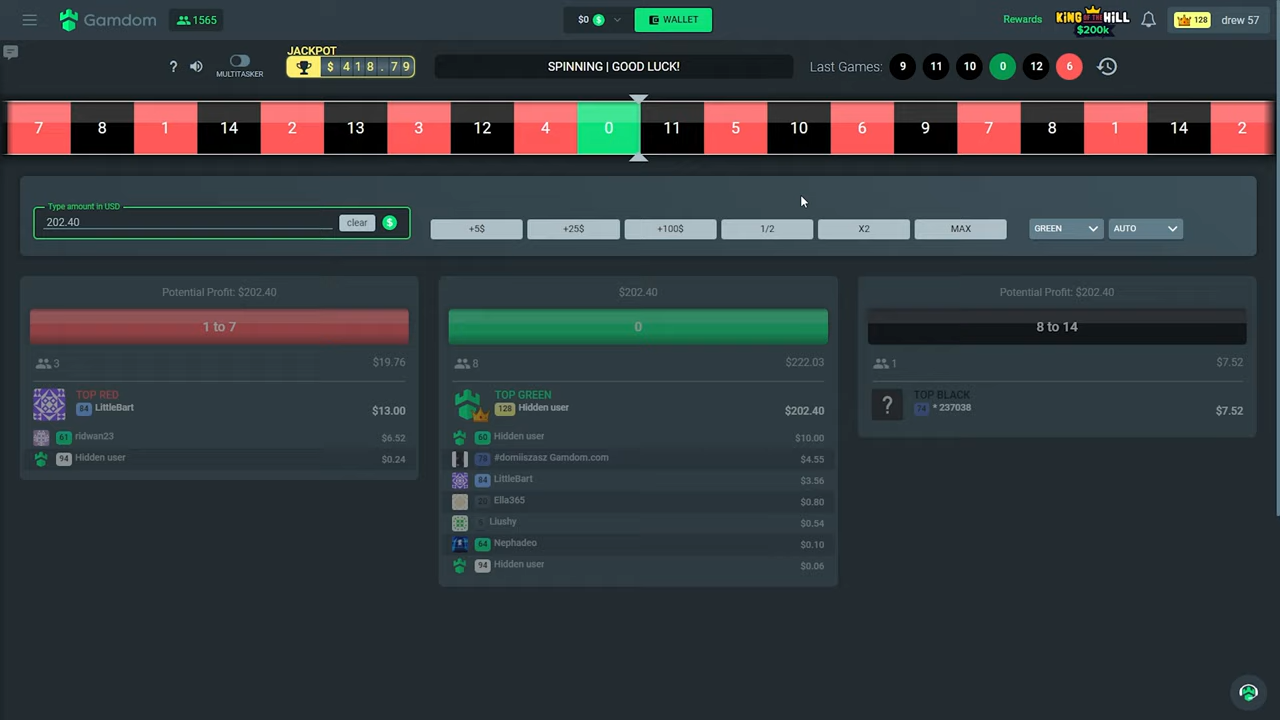 Gamdom
1565
$0
WALLET
Rewards
KING OF THE HILL
$200k
128
drew 57
?
MULTITASKER
JACKPOT
$ 418.79
SPINNING | GOOD LUCK!
Last Games:
9 11 10 0 12 6
7 8 1 14 2 13 3 12 4 0 11 5 10 6 9 7 8 1 14 2
Type amount in USD
202.40
clear
$
+5$
+25$
+100$
1/2
X2
MAX
GREEN
AUTO
Potential Profit: $202.40
1 to 7
3
$19.76
TOP RED
84 LittleBart
$13.00
61 ridwan23
$6.52
94 Hidden user
$0.24
$202.40
0
8
$222.03
TOP GREEN
128 Hidden user
$202.40
60 Hidden user
$10.00
#domiiszasz Gamdom.com
$4.55
84 LittleBart
$3.56
Ella365
$0.80
Liushy
$0.54
64 Nephadeo
$0.10
94 Hidden user
$0.06
Potential Profit: $202.40
8 to 14
1
$7.52
?
TOP BLACK
74 * 237038
$7.52